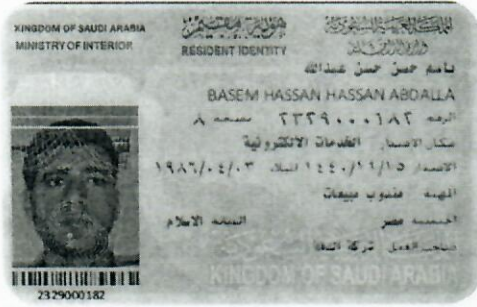 KINGDOM OF SAUDI ARABIA
MINISTRY OF INTERIOR
هوية مقيم
RESIDENT IDENTITY
المملكة العربية السعودية
وزارة الداخلية
باسم حسن حسن عبدالله
BASEM HASSAN HASSAN ABDALLA
الرقم ٢٣٢٩٠٠٠١٨٢ نسخة ٨
مكان الاصدار الخدمات الالكترونية
الاصدار ١٤٤٠/١١/١٥ الميلاد ١٩٨٦/٠٤/٠٣
المهنة مندوب مبيعات
الجنسية مصر الديانة الاسلام
صاحب العمل شركة
KINGDOM OF SAUDI ARABIA
2329000182